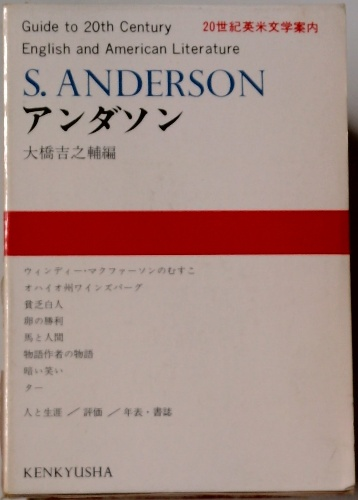 Guide to 20th Century 20世紀英米文学案内
English and American Literature
S. ANDERSON
アンダソン
大橋吉之輔編
ウィンディー・マクファーソンのむすこ
オハイオ州ワインズバーグ
貧乏白人
卵の勝利
馬と人間
物語作者の物語
暗い笑い
ター
人と生涯／評価／年表・書誌
KENKYUSHA